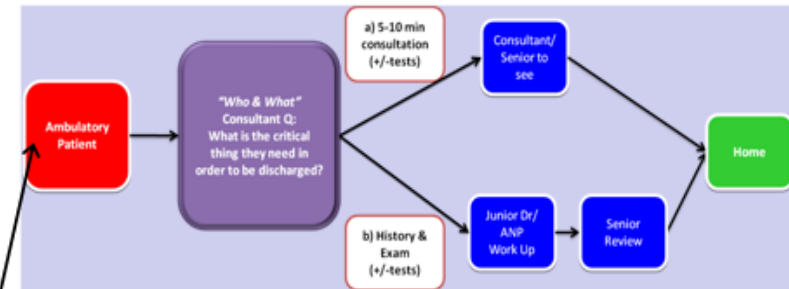 Ambulatory
Patient
"Who & What"
Consultant Q:
What is the critical
thing they need in
order to be discharged?
a) 5-10 min
consultation
(+/-tests)
Consultant/
Senior to
see
b) History &
Exam
(+/-tests)
Junior Dr/
ANP
Work Up
Senior
Review
Home